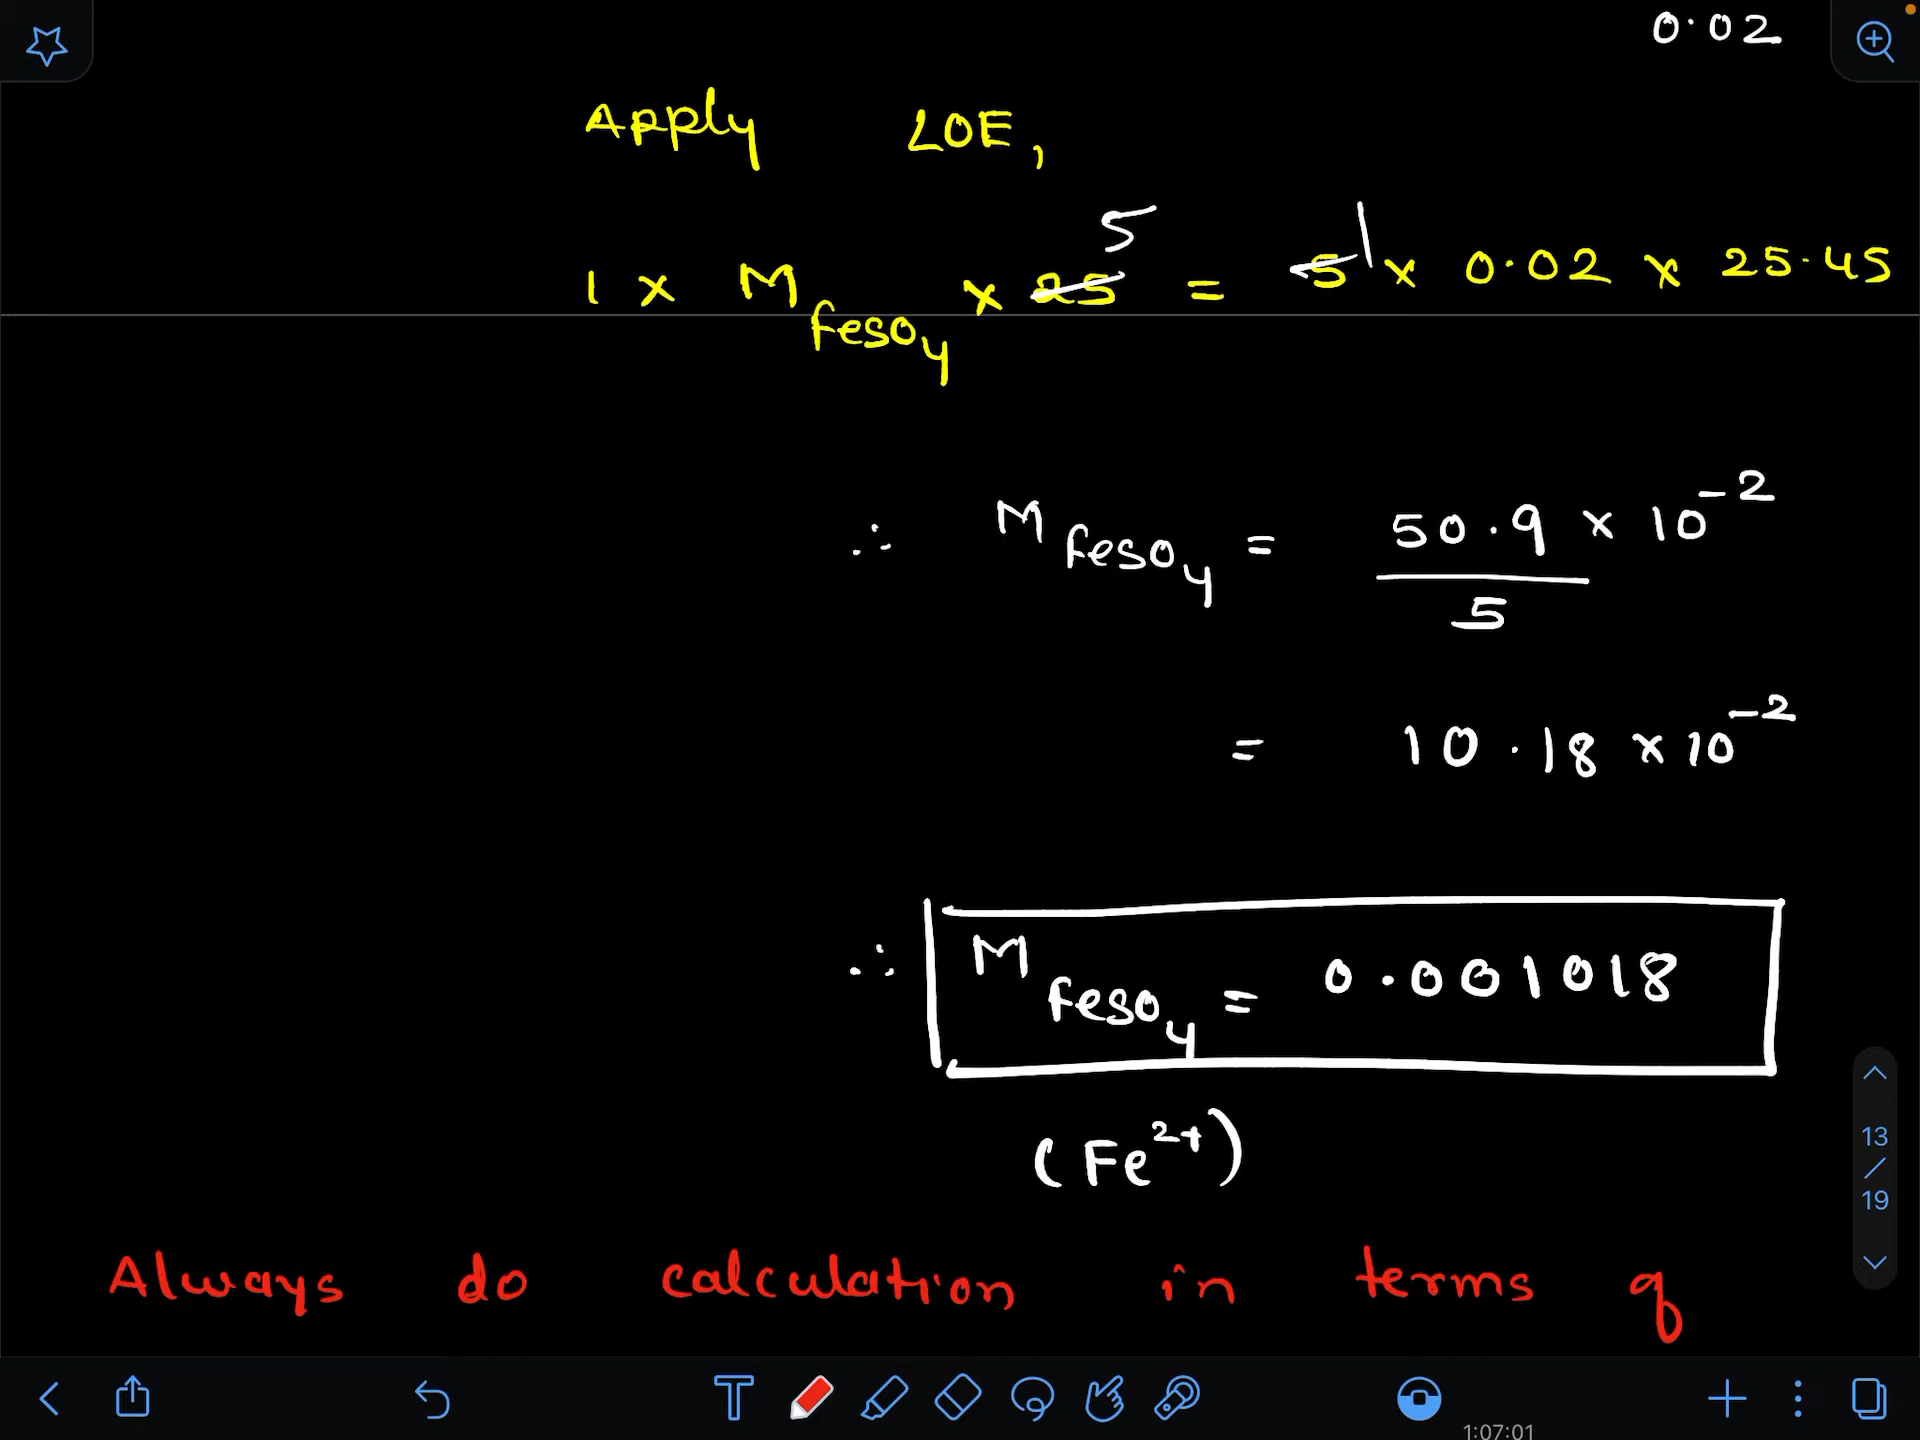 0.02
Apply LOE,
5 1
1 x M FeSO4 x 25 = 5 x 0.02 x 25.45
∴ M FeSO4 = 50.9 x 10^-2
5
= 10.18 x 10^-2
∴ M FeSO4 = 0.001018
(Fe2+)
13
/
19
Always do calculation in terms of
T
1:07:01